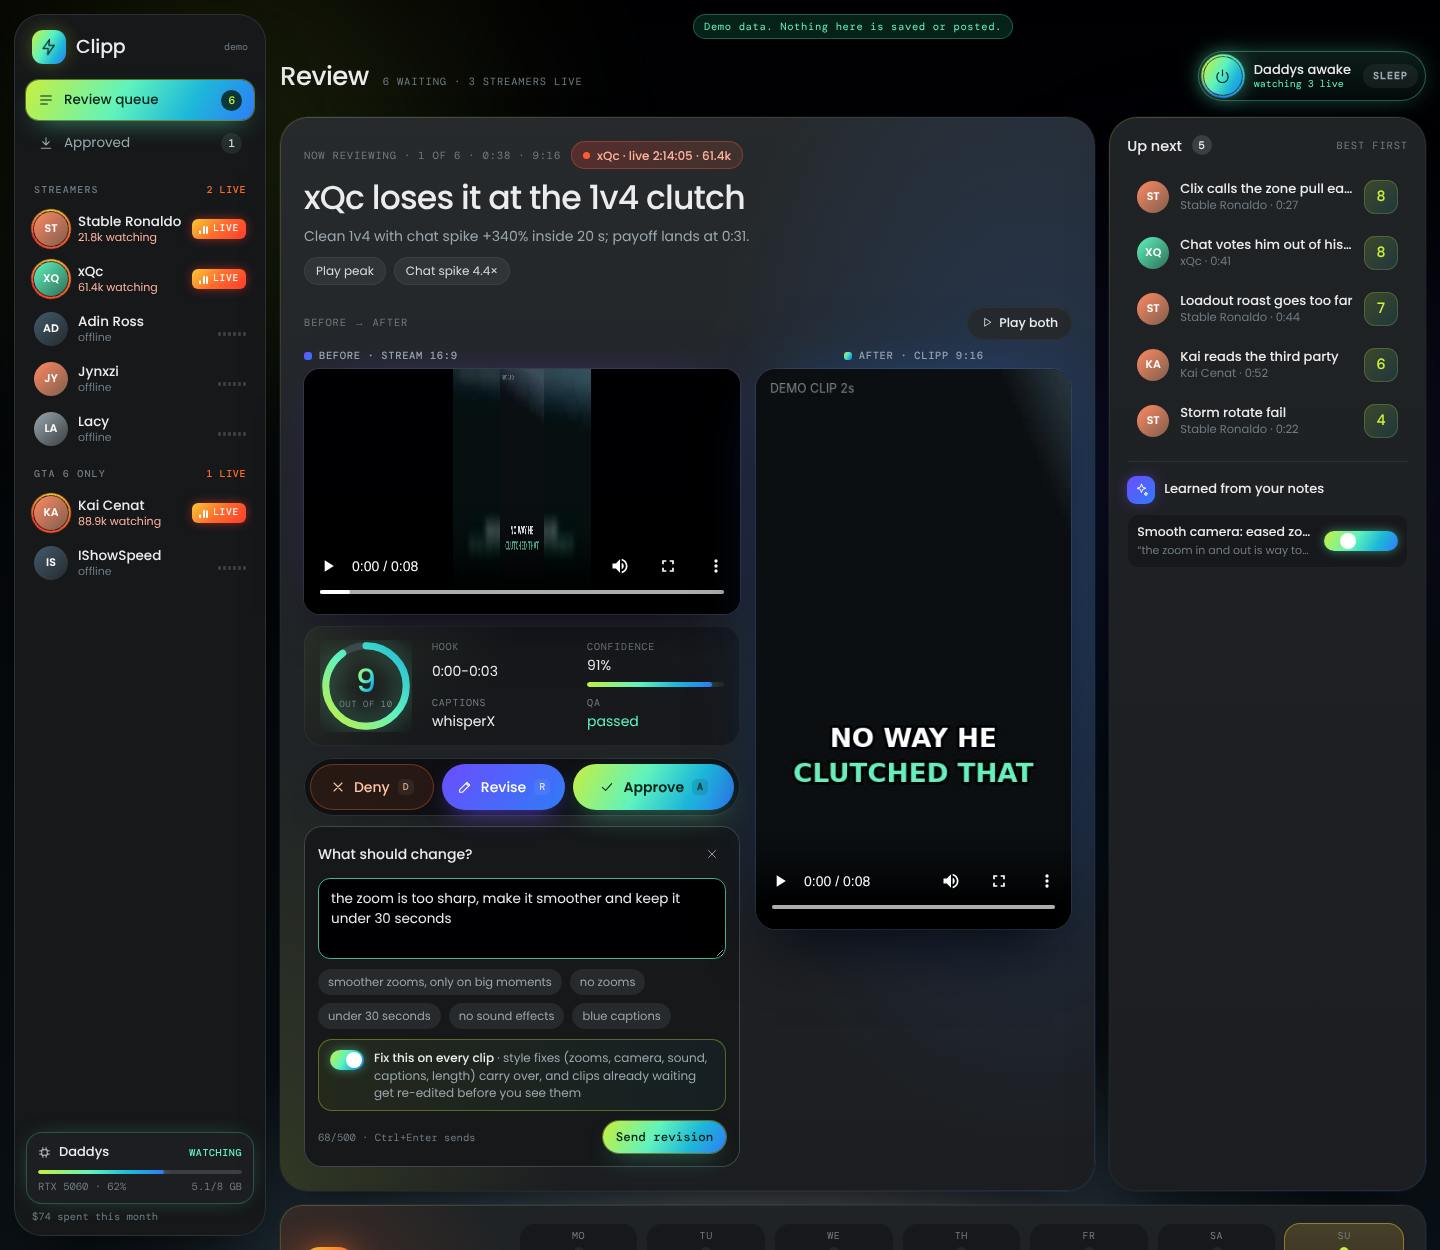 Clipp
demo
Review queue
6
Approved
1
STREAMERS
2 LIVE
ST
Stable Ronaldo
21.8k watching
LIVE
XQ
xQc
61.4k watching
LIVE
AD
Adin Ross
offline
JY
Jynxzi
offline
LA
Lacy
offline
GTA 6 ONLY
1 LIVE
KA
Kai Cenat
88.9k watching
LIVE
IS
IShowSpeed
offline
Daddys
WATCHING
RTX 5060 · 62%
5.1/8 GB
$74 spent this month
Demo data. Nothing here is saved or posted.
Review
6 WAITING · 3 STREAMERS LIVE
Daddys awake
watching 3 live
SLEEP
NOW REVIEWING · 1 OF 6 · 0:38 · 9:16
xQc · live 2:14:05 · 61.4k
xQc loses it at the 1v4 clutch
Clean 1v4 with chat spike +340% inside 20 s; payoff lands at 0:31.
Play peak
Chat spike 4.4×
BEFORE → AFTER
Play both
BEFORE · STREAM 16:9
NO WAY HE
CLUTCHED THAT
0:00 / 0:08
AFTER · CLIPP 9:16
DEMO CLIP 2s
NO WAY HE
CLUTCHED THAT
0:00 / 0:08
9
OUT OF 10
HOOK
0:00–0:03
CONFIDENCE
91%
CAPTIONS
whisperX
QA
passed
Deny D
Revise R
Approve A
What should change?
the zoom is too sharp, make it smoother and keep it
under 30 seconds
smoother zooms, only on big moments
no zooms
under 30 seconds
no sound effects
blue captions
Fix this on every clip · style fixes (zooms, camera, sound,
captions, length) carry over, and clips already waiting
get re-edited before you see them
68/500 · Ctrl+Enter sends
Send revision
Up next
5
BEST FIRST
ST
Clix calls the zone pull ea...
Stable Ronaldo · 0:27
8
XQ
Chat votes him out of his...
xQc · 0:41
8
ST
Loadout roast goes too far
Stable Ronaldo · 0:44
7
KA
Kai reads the third party
Kai Cenat · 0:52
6
ST
Storm rotate fail
Stable Ronaldo · 0:22
4
Learned from your notes
Smooth camera: eased zo...
"the zoom in and out is way to...
MO
TU
WE
TH
FR
SA
SU